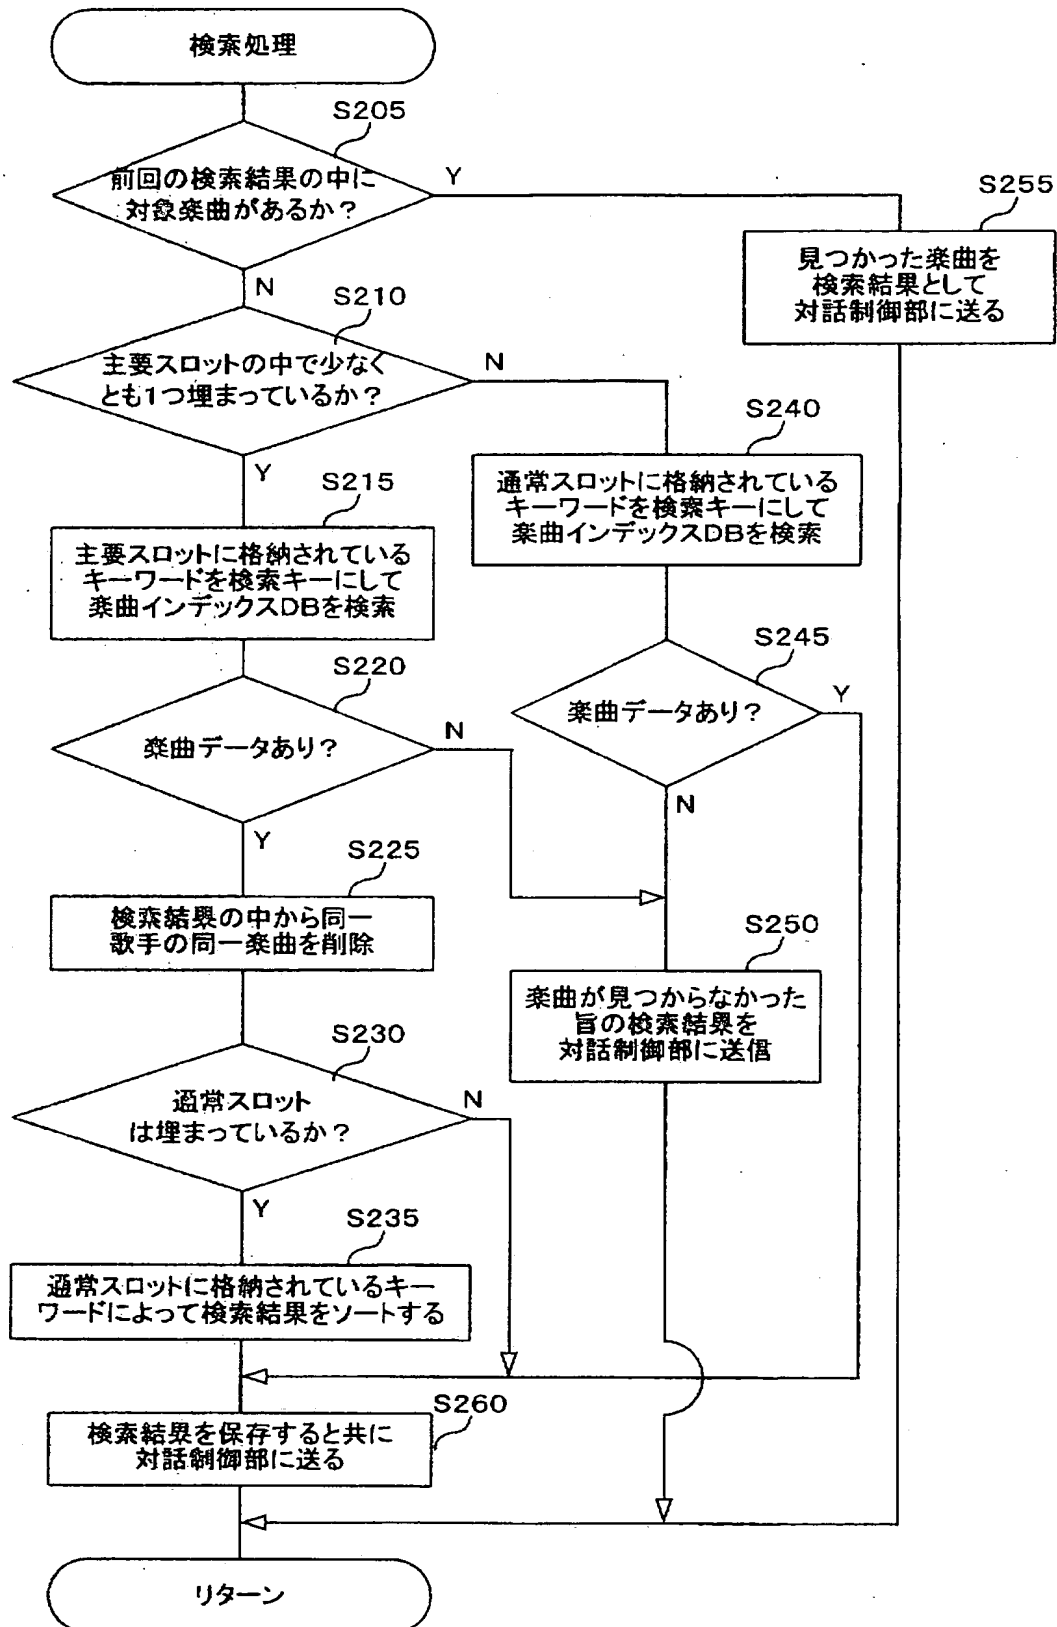 検索処理
S205
前回の検索結果の中に
対象楽曲があるか？
Y
N
S255
見つかった楽曲を
検索結果として
対話制御部に送る
S210
主要スロットの中で少なく
とも1つ埋まっているか？
N
Y
S240
通常スロットに格納されている
キーワードを検索キーにして
楽曲インデックスDBを検索
S215
主要スロットに格納されている
キーワードを検索キーにして
楽曲インデックスDBを検索
S245
楽曲データあり？
Y
N
S220
楽曲データあり？
N
Y
S225
検索結果の中から同一
歌手の同一楽曲を削除
S250
楽曲が見つからなかった
旨の検索結果を
対話制御部に送信
S230
通常スロット
は埋まっているか？
N
Y
S235
通常スロットに格納されているキー
ワードによって検索結果をソートする
S260
検索結果を保存すると共に
対話制御部に送る
リターン